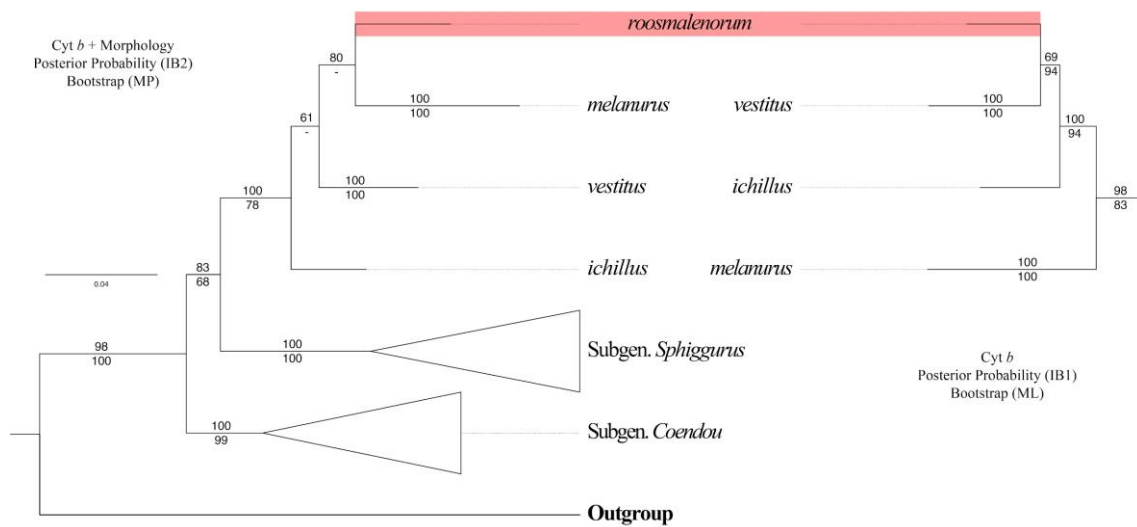 roosmalenorum
Cyt b + Morphology
Posterior Probability (IB2)
Bootstrap (MP)
80
-
69
94
100
100
melanurus
vestitus
100
100
61
-
100
94
100
100
vestitus
ichillus
100
78
98
83
83
68
ichillus
melanurus
100
100
0.04
98
100
100
100
Subgen. Sphiggurus
Cyt b
Posterior Probability (IB1)
Bootstrap (ML)
100
99
Subgen. Coendou
Outgroup